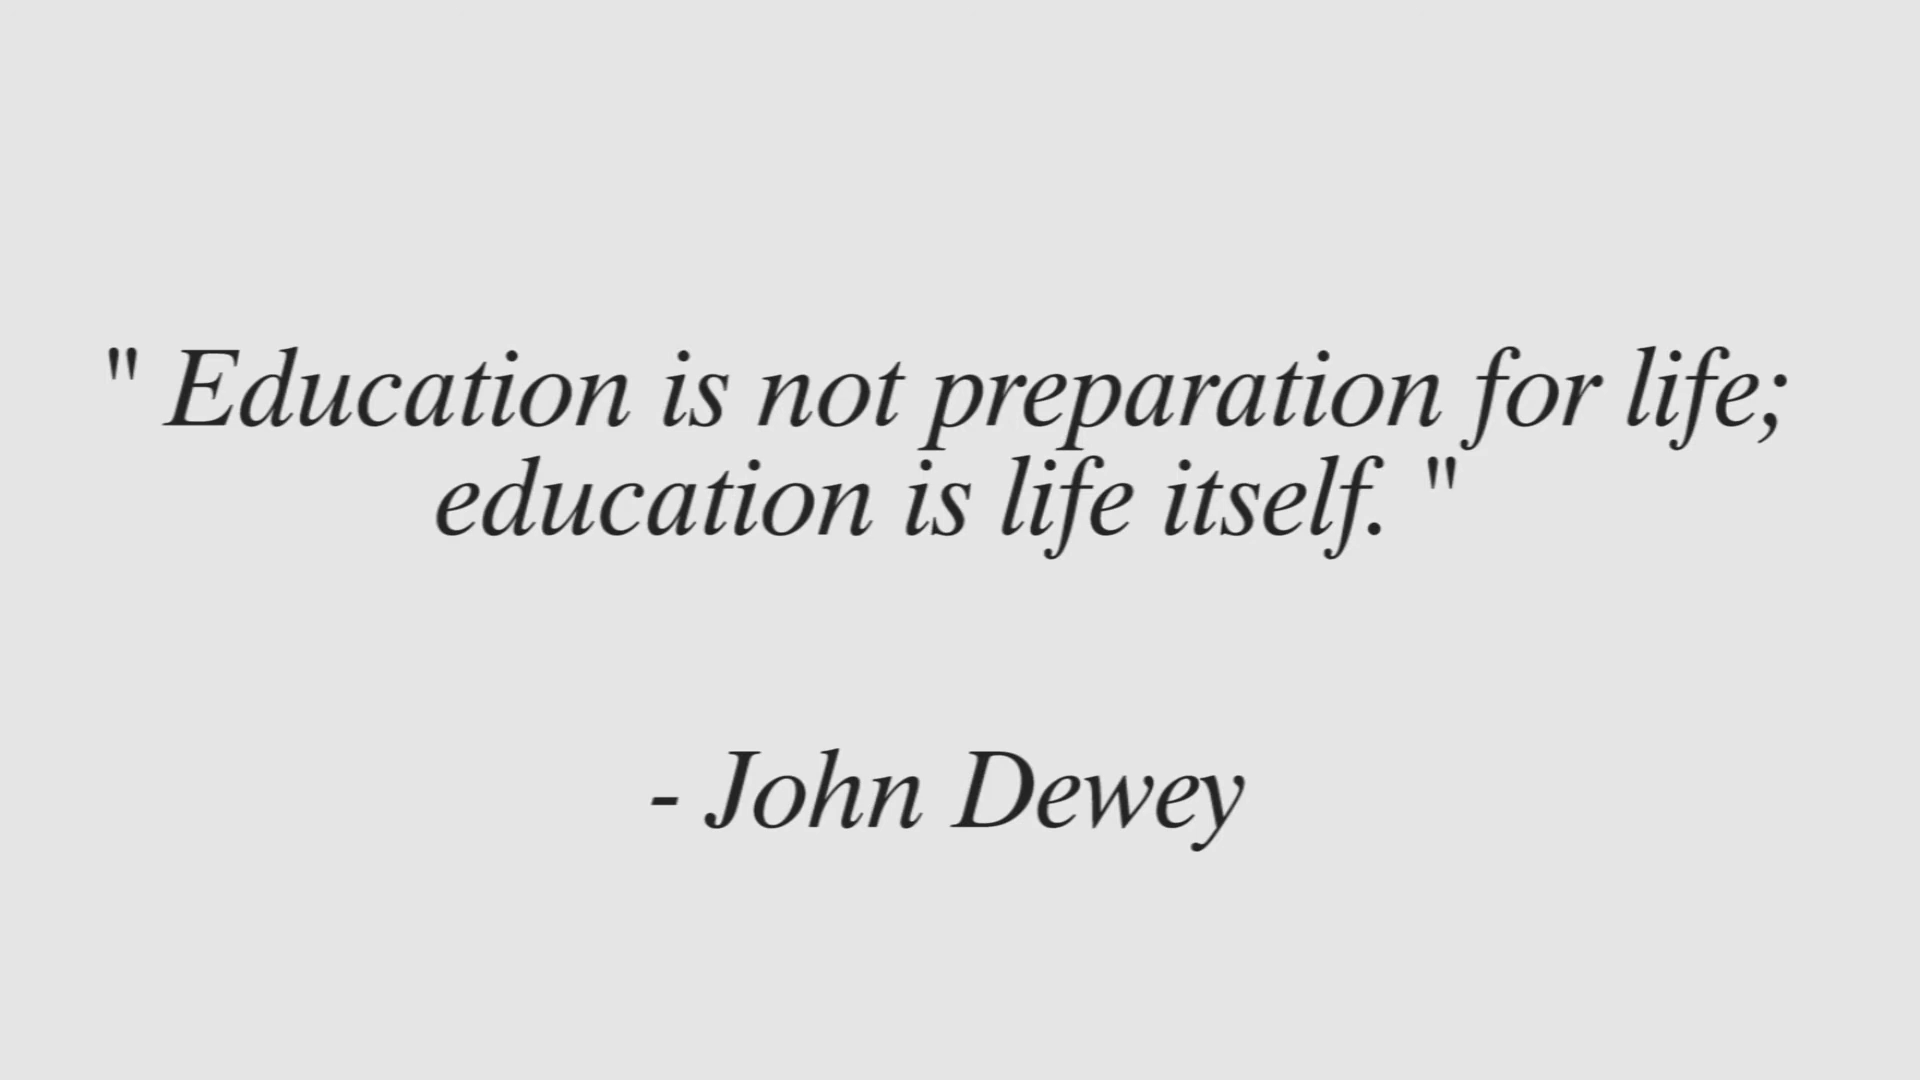 " Education is not preparation for life;
education is life itself. "
- John Dewey